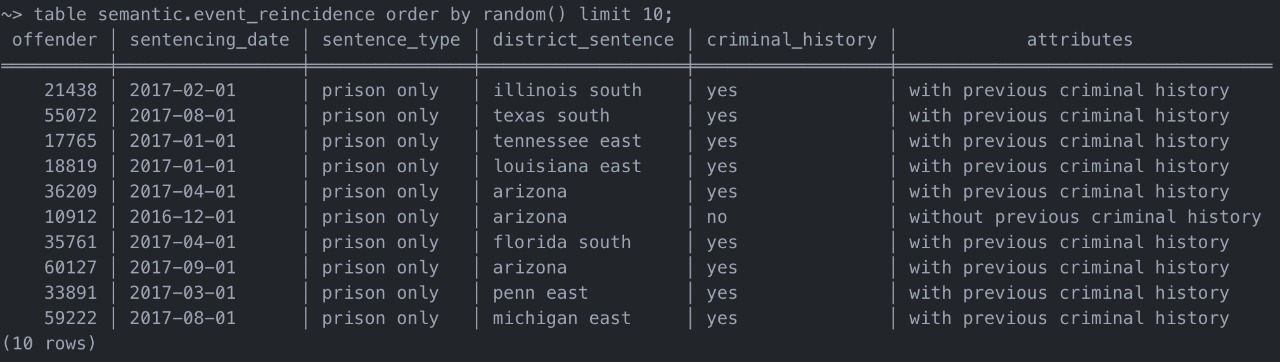 ~> table semantic.event_reincidence order by random() limit 10;
offender | sentencing_date | sentence_type | district_sentence | criminal_history | attributes
21438 | 2017-02-01 | prison only | illinois south | yes | with previous criminal history
55072 | 2017-08-01 | prison only | texas south | yes | with previous criminal history
17765 | 2017-01-01 | prison only | tennessee east | yes | with previous criminal history
18819 | 2017-01-01 | prison only | louisiana east | yes | with previous criminal history
36209 | 2017-04-01 | prison only | arizona | yes | with previous criminal history
10912 | 2016-12-01 | prison only | arizona | no | without previous criminal history
35761 | 2017-04-01 | prison only | florida south | yes | with previous criminal history
60127 | 2017-09-01 | prison only | arizona | yes | with previous criminal history
33891 | 2017-03-01 | prison only | penn east | yes | with previous criminal history
59222 | 2017-08-01 | prison only | michigan east | yes | with previous criminal history
(10 rows)